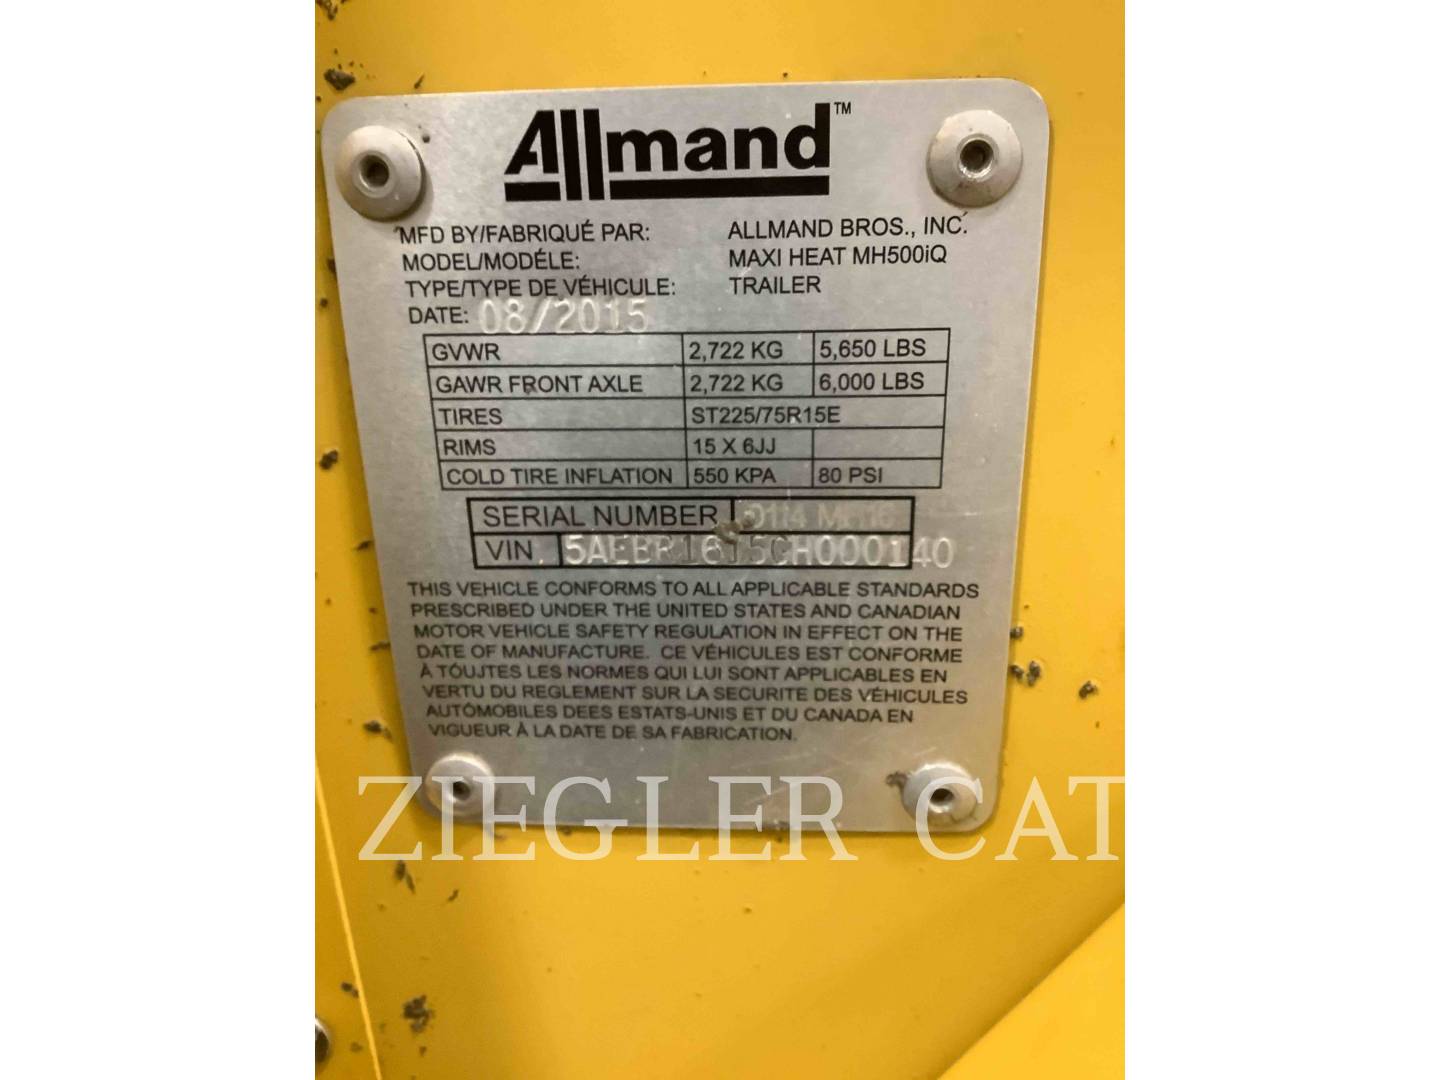 Allmand™
MFD BY/FABRIQUÉ PAR: ALLMAND BROS., INC.
MODEL/MODÉLE: MAXI HEAT MH500iQ
TYPE/TYPE DE VÉHICULE: TRAILER
DATE: 08/2015
GVWR 2,722 KG 5,650 LBS
GAWR FRONT AXLE 2,722 KG 6,000 LBS
TIRES ST225/75R15E
RIMS 15 X 6JJ
COLD TIRE INFLATION 550 KPA 80 PSI
SERIAL NUMBER
VIN
THIS VEHICLE CONFORMS TO ALL APPLICABLE STANDARDS
PRESCRIBED UNDER THE UNITED STATES AND CANADIAN
MOTOR VEHICLE SAFETY REGULATION IN EFFECT ON THE
DATE OF MANUFACTURE. CE VÉHICULES EST CONFORME
À TOÚJTES LES NORMES QUI LUI SONT APPLICABLES EN
VERTU DU REGLEMENT SUR LA SECURITE DES VÉHICULES
AUTÓMOBILES DEES ESTATS-UNIS ET DU CANADA EN
VIGUEUR À LA DATE DE SA FABRICATION.
ZIEGLER CAT